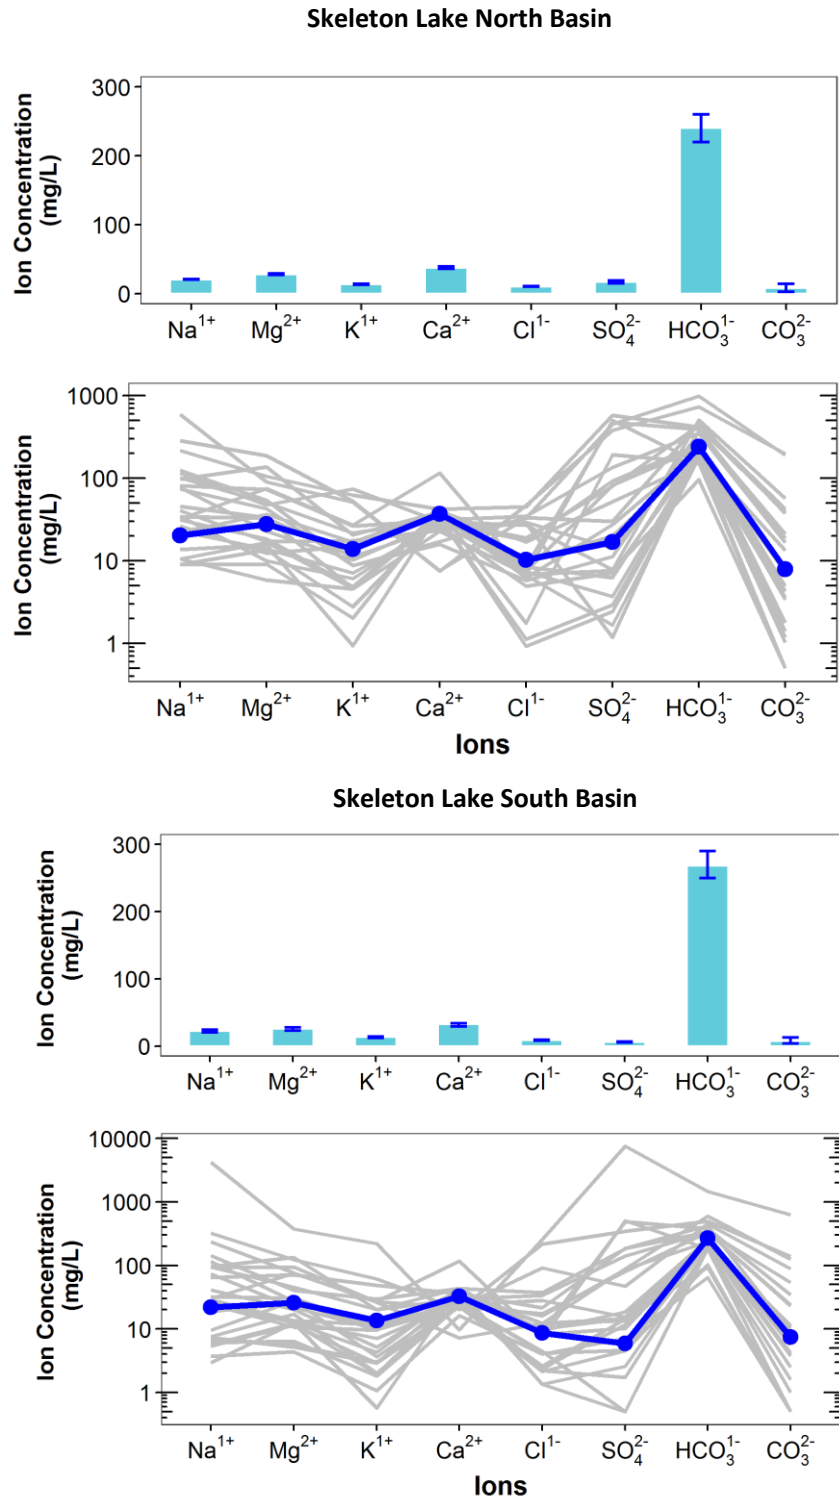 Skeleton Lake North Basin
Ion Concentration
(mg/L)
300
200
100
0
Na¹⁺ Mg²⁺ K¹⁺ Ca²⁺ Cl¹⁻ SO₄²⁻ HCO₃¹⁻ CO₃²⁻
Ion Concentration
(mg/L)
1000
100
10
1
Na¹⁺ Mg²⁺ K¹⁺ Ca²⁺ Cl¹⁻ SO₄²⁻ HCO₃¹⁻ CO₃²⁻
Ions
Skeleton Lake South Basin
Ion Concentration
(mg/L)
300
200
100
0
Na¹⁺ Mg²⁺ K¹⁺ Ca²⁺ Cl¹⁻ SO₄²⁻ HCO₃¹⁻ CO₃²⁻
Ion Concentration
(mg/L)
10000
1000
100
10
1
Na¹⁺ Mg²⁺ K¹⁺ Ca²⁺ Cl¹⁻ SO₄²⁻ HCO₃¹⁻ CO₃²⁻
Ions